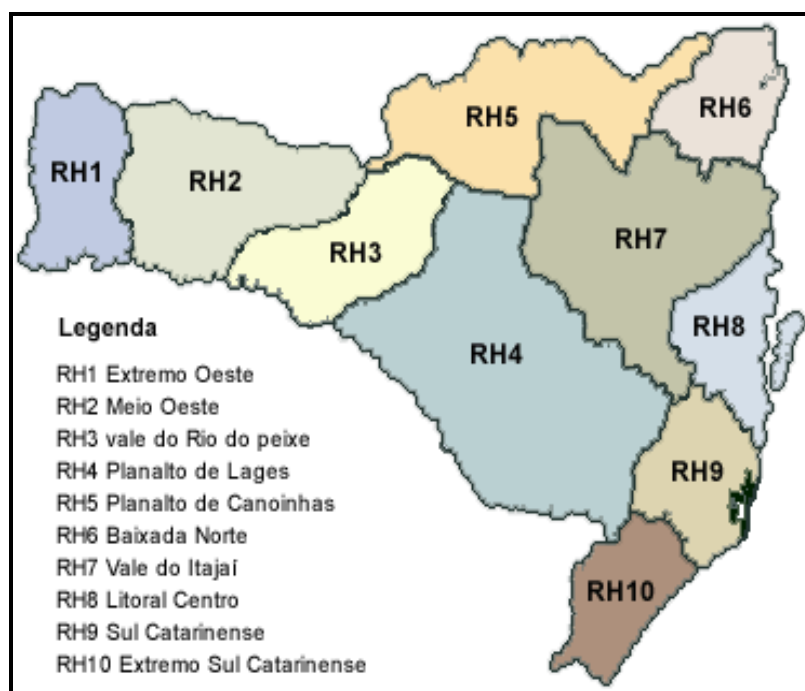 RH1
RH2
RH3
RH4
RH5
RH6
RH7
RH8
RH9
RH10
Legenda
RH1 Extremo Oeste
RH2 Meio Oeste
RH3 vale do Rio do peixe
RH4 Planalto de Lages
RH5 Planalto de Canoinhas
RH6 Baixada Norte
RH7 Vale do Itajaí
RH8 Litoral Centro
RH9 Sul Catarinense
RH10 Extremo Sul Catarinense